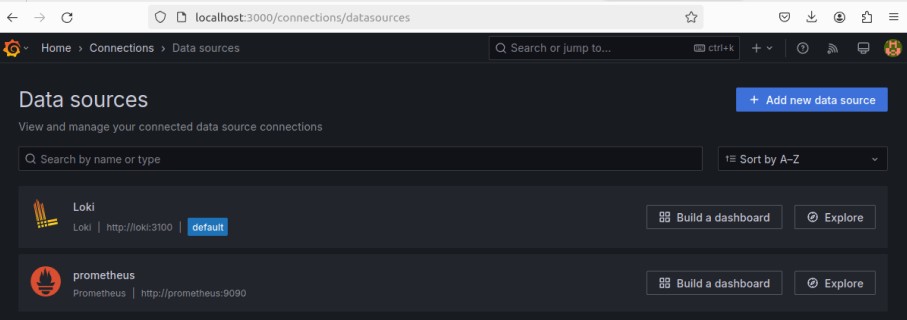 localhost:3000/connections/datasources
Home › Connections › Data sources
Search or jump to... ctrl+k
Data sources
Add new data source
View and manage your connected data source connections
Search by name or type
Sort by A–Z
Loki
Loki | http://loki:3100 | default
Build a dashboard
Explore
prometheus
Prometheus | http://prometheus:9090
Build a dashboard
Explore